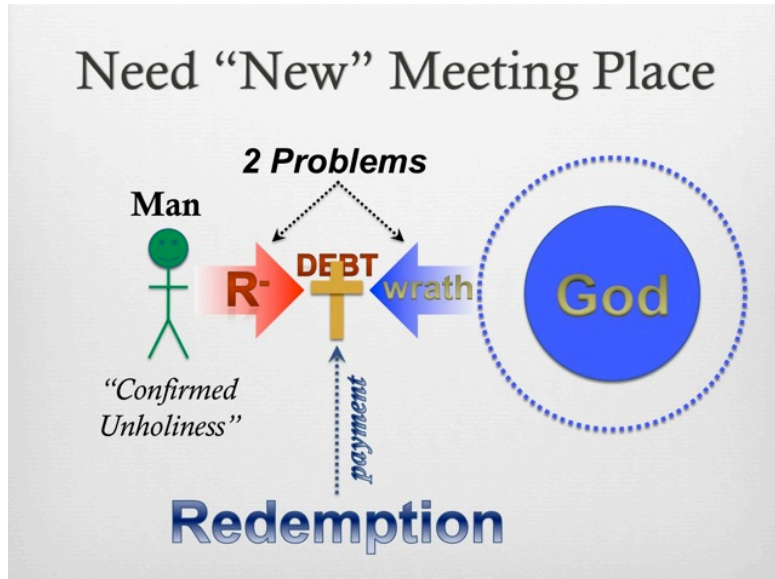 Need “New” Meeting Place
2 Problems
Man
DEBT
R-
wrath
God
“Confirmed
Unholiness”
payment
Redemption